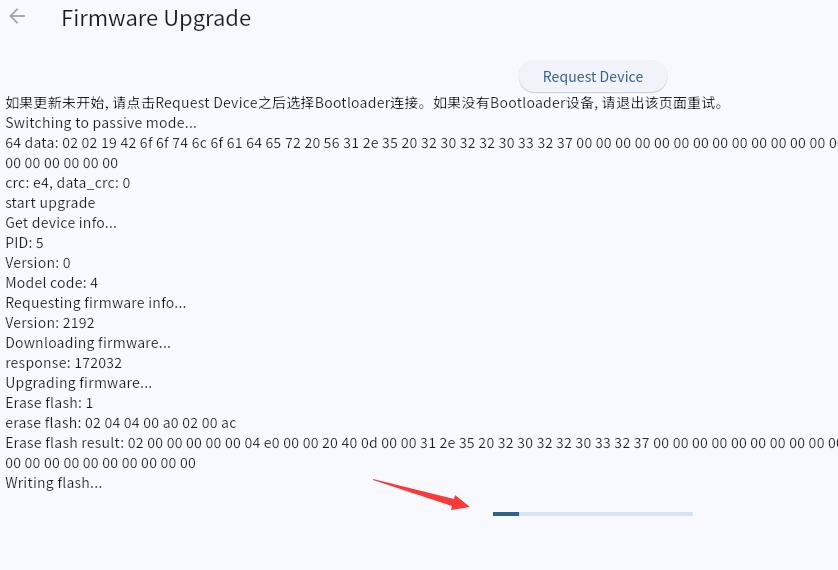 Firmware Upgrade
Request Device
如果更新未开始, 请点击Request Device之后选择Bootloader连接。如果没有Bootloader设备, 请退出该页面重试。
Switching to passive mode...
64 data: 02 02 19 42 6f 6f 74 6c 6f 61 64 65 72 20 56 31 2e 35 20 32 30 32 32 30 33 32 37 00 00 00 00 00 00 00 00 00 00 00 00 00
00 00 00 00 00 00
crc: e4, data_crc: 0
start upgrade
Get device info...
PID: 5
Version: 0
Model code: 4
Requesting firmware info...
Version: 2192
Downloading firmware...
response: 172032
Upgrading firmware...
Erase flash: 1
erase flash: 02 04 04 00 a0 02 00 ac
Erase flash result: 02 00 00 00 00 00 04 e0 00 00 20 40 0d 00 00 31 2e 35 20 32 30 32 32 30 33 32 37 00 00 00 00 00 00 00 00 00
00 00 00 00 00 00 00 00 00 00
Writing flash...